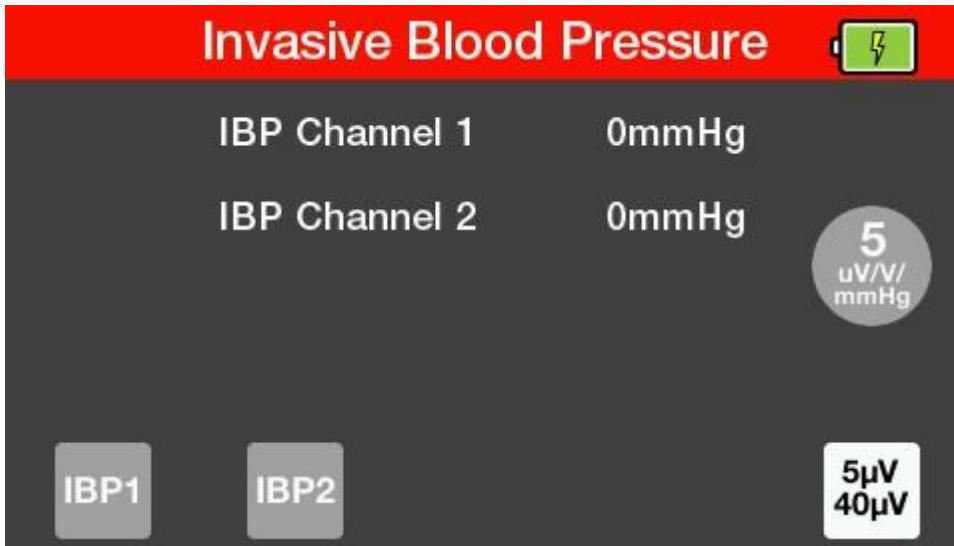 Invasive Blood Pressure
IBP Channel 1 0mmHg
IBP Channel 2 0mmHg
5
uV/V/
mmHg
IBP1 IBP2
5µV
40µV